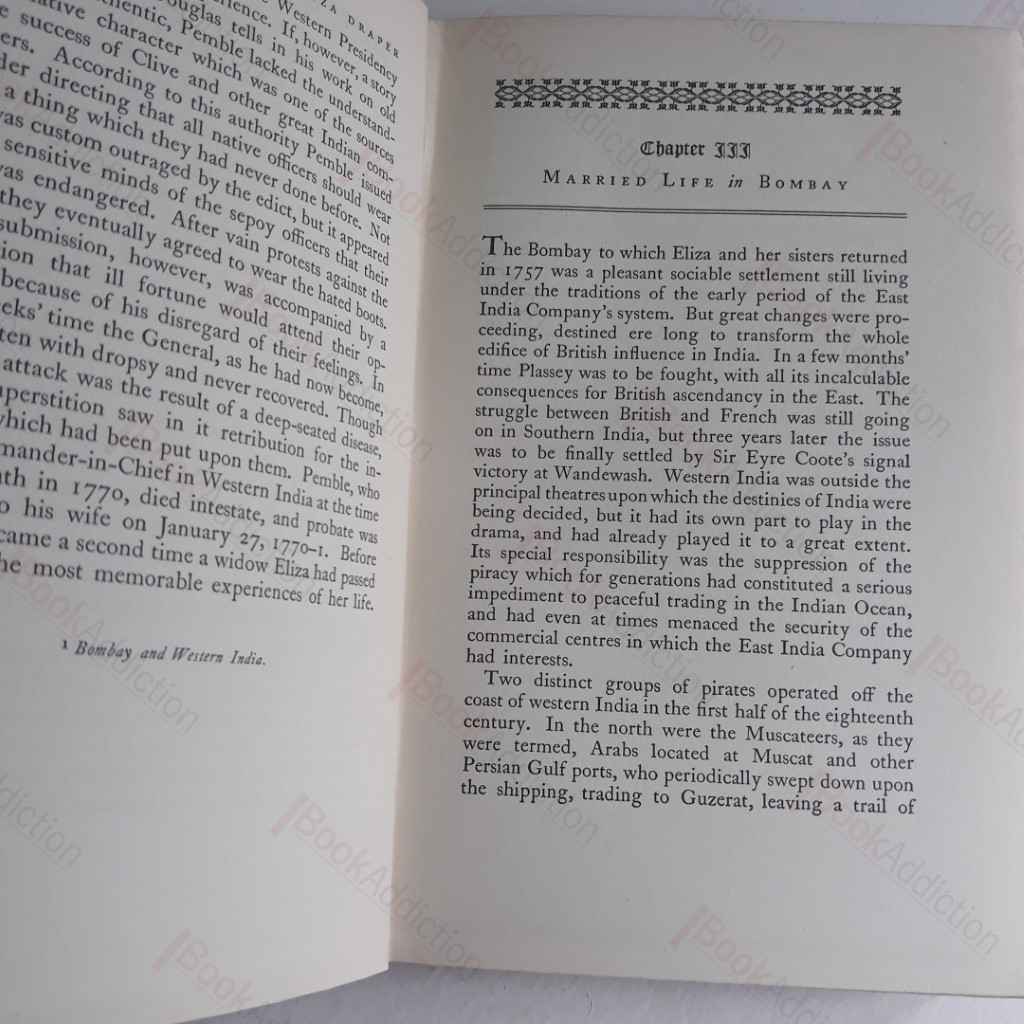 ZA DRAPER
Western Presidency
rience. If, however, a story
ouglas tells in his work on old
thentic, Pemble lacked the understand-
ative character which was one of the sources
e success of Clive and other great Indian com-
ers. According to this authority Pemble issued
der directing that all native officers should wear
a thing which they had never done before. Not
was custom outraged by the edict, but it appeared
sensitive minds of the sepoy officers that their
was endangered. After vain protests against the
they eventually agreed to wear the hated boots.
submission, however, was accompanied by a
ion that ill fortune would attend their op-
because of his disregard of their feelings. In
eeks' time the General, as he had now become,
ten with dropsy and never recovered. Though
attack was the result of a deep-seated disease,
perstition saw in it retribution for the in-
which had been put upon them. Pemble, who
mander-in-Chief in Western India at the time
ath in 1770, died intestate, and probate was
o his wife on January 27, 1770-1. Before
came a second time a widow Eliza had passed
he most memorable experiences of her life.
1 Bombay and Western India.
Chapter III
MARRIED LIFE in BOMBAY
The Bombay to which Eliza and her sisters returned
in 1757 was a pleasant sociable settlement still living
under the traditions of the early period of the East
India Company's system. But great changes were pro-
ceeding, destined ere long to transform the whole
edifice of British influence in India. In a few months'
time Plassey was to be fought, with all its incalculable
consequences for British ascendancy in the East. The
struggle between British and French was still going
on in Southern India, but three years later the issue
was to be finally settled by Sir Eyre Coote's signal
victory at Wandewash. Western India was outside the
principal theatres upon which the destinies of India were
being decided, but it had its own part to play in the
drama, and had already played it to a great extent.
Its special responsibility was the suppression of the
piracy which for generations had constituted a serious
impediment to peaceful trading in the Indian Ocean,
and had even at times menaced the security of the
commercial centres in which the East India Company
had interests.
Two distinct groups of pirates operated off the
coast of western India in the first half of the eighteenth
century. In the north were the Muscateers, as they
were termed, Arabs located at Muscat and other
Persian Gulf ports, who periodically swept down upon
the shipping, trading to Guzerat, leaving a trail of